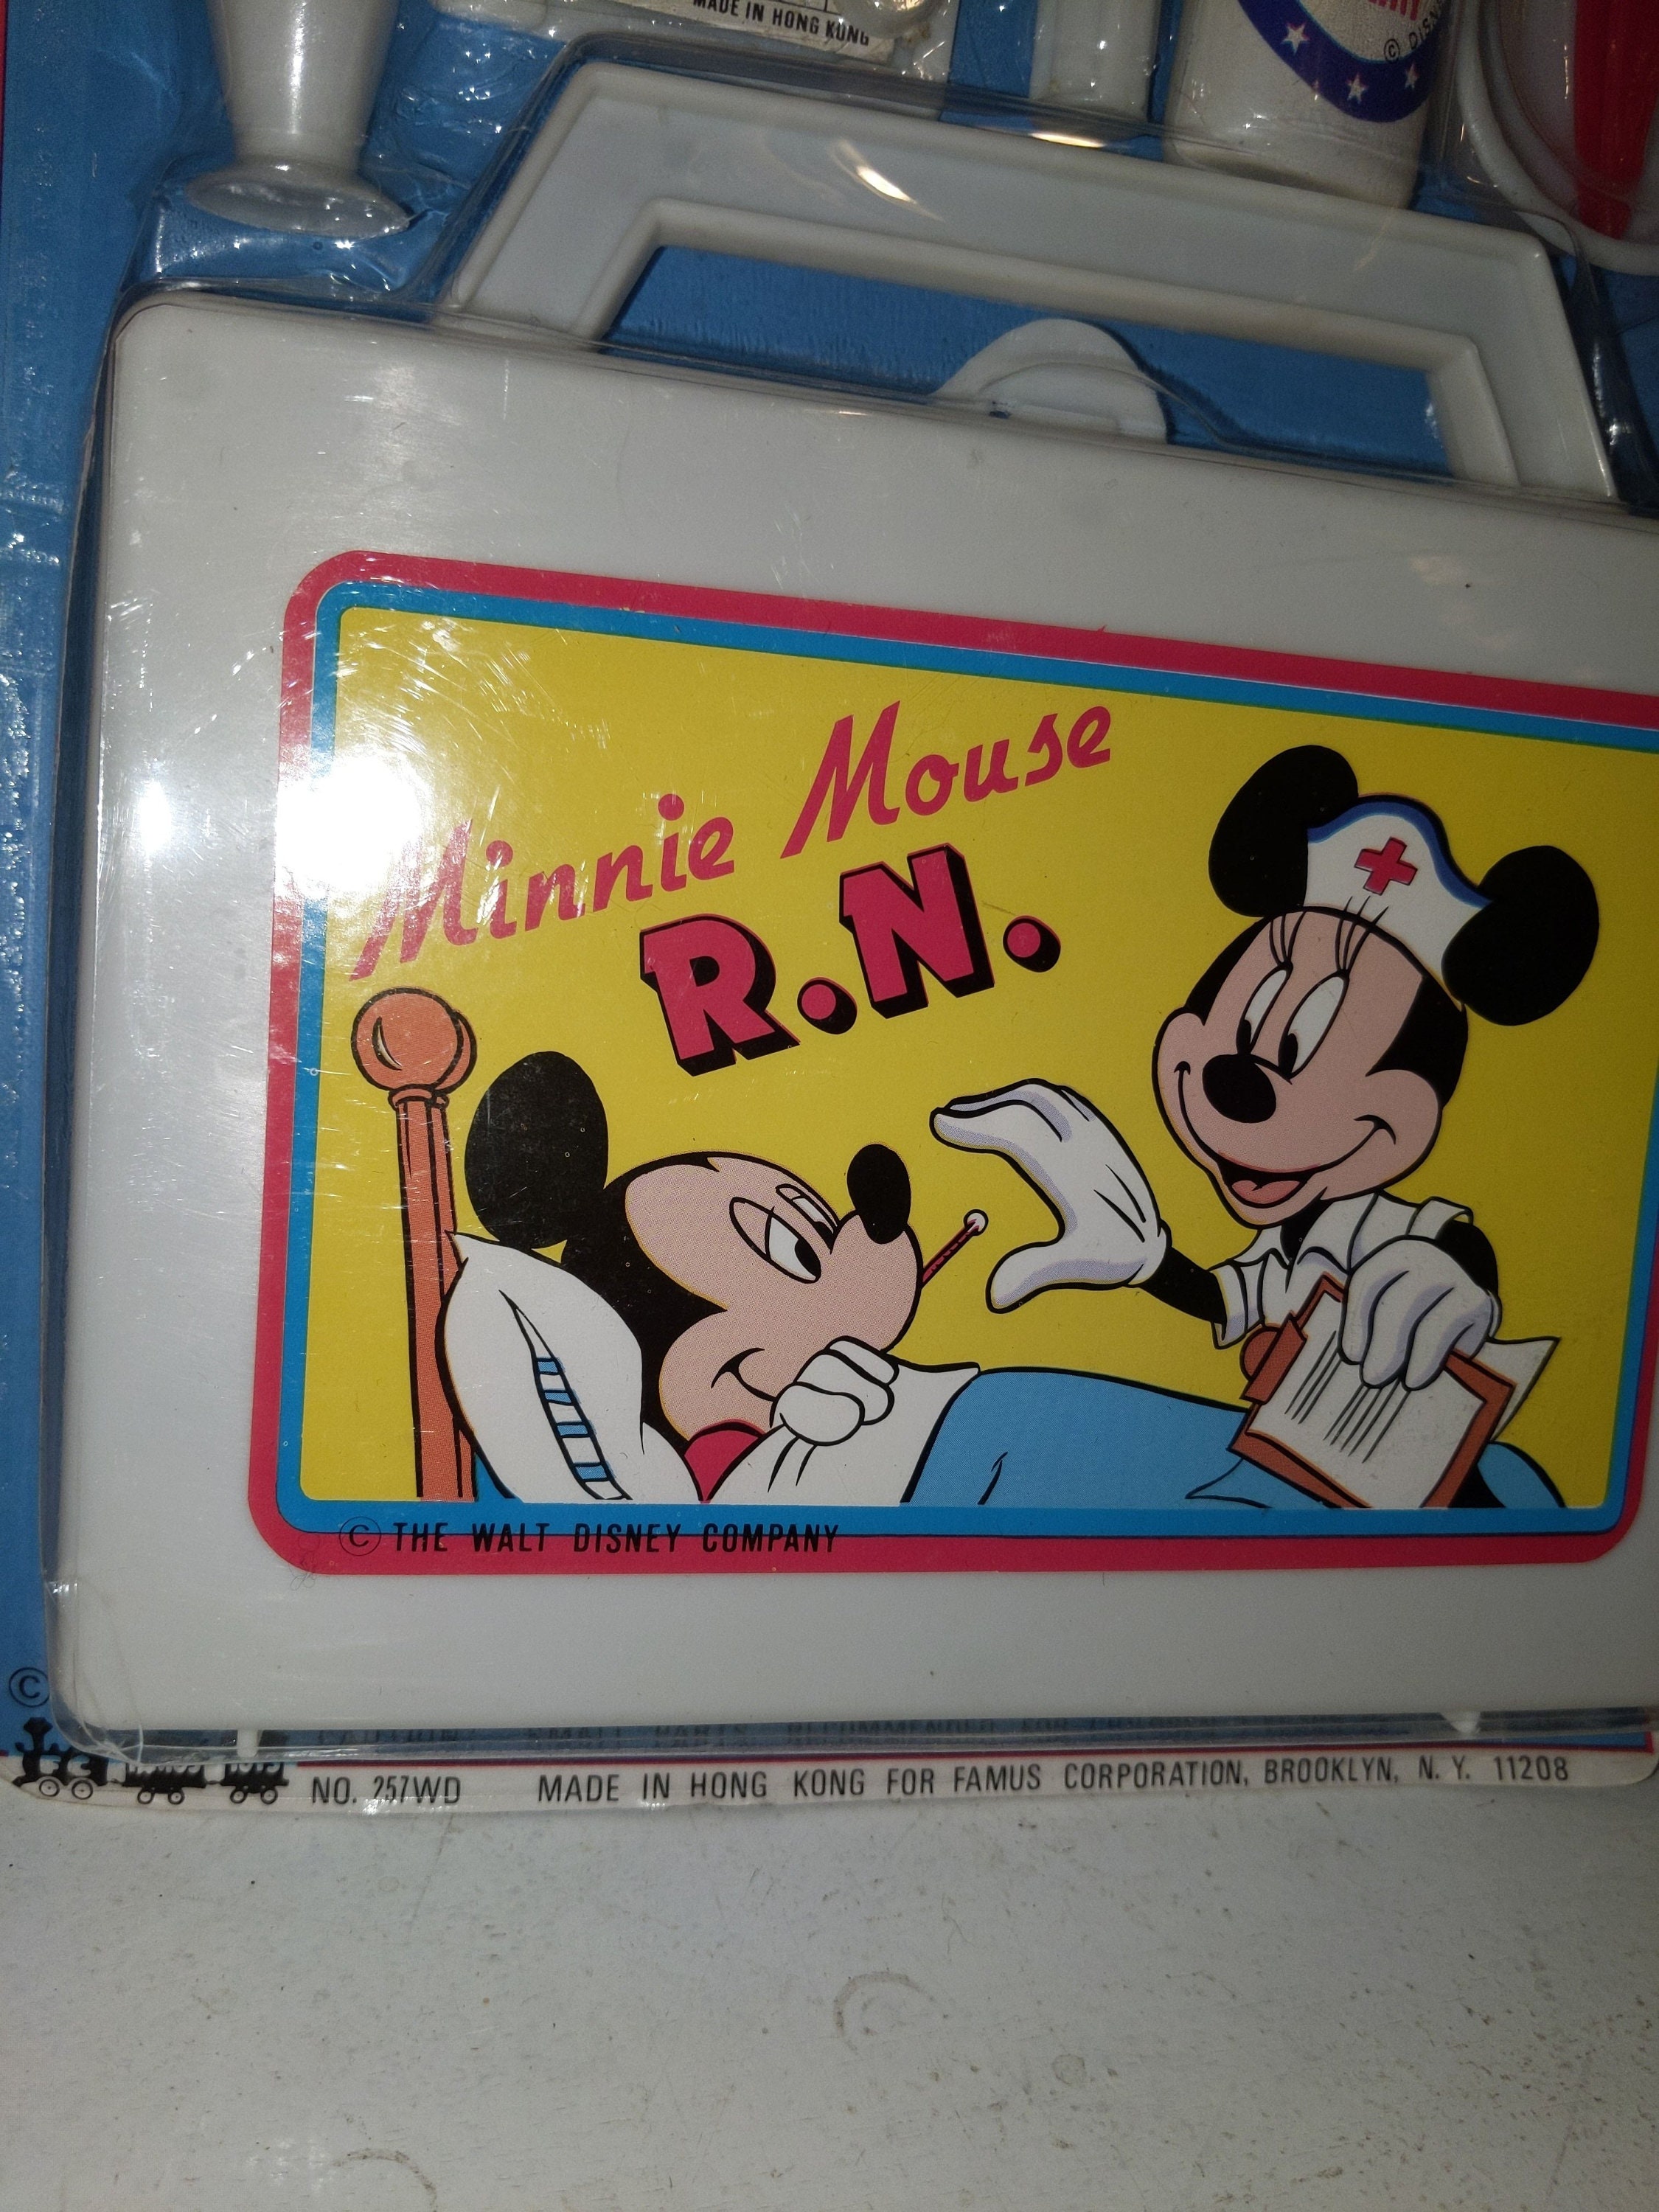 MADE IN HONG KONG
© DISN
Minnie Mouse
R.N.
© THE WALT DISNEY COMPANY
©
NO. 257WD MADE IN HONG KONG FOR FAMUS CORPORATION, BROOKLYN, N. Y. 11208